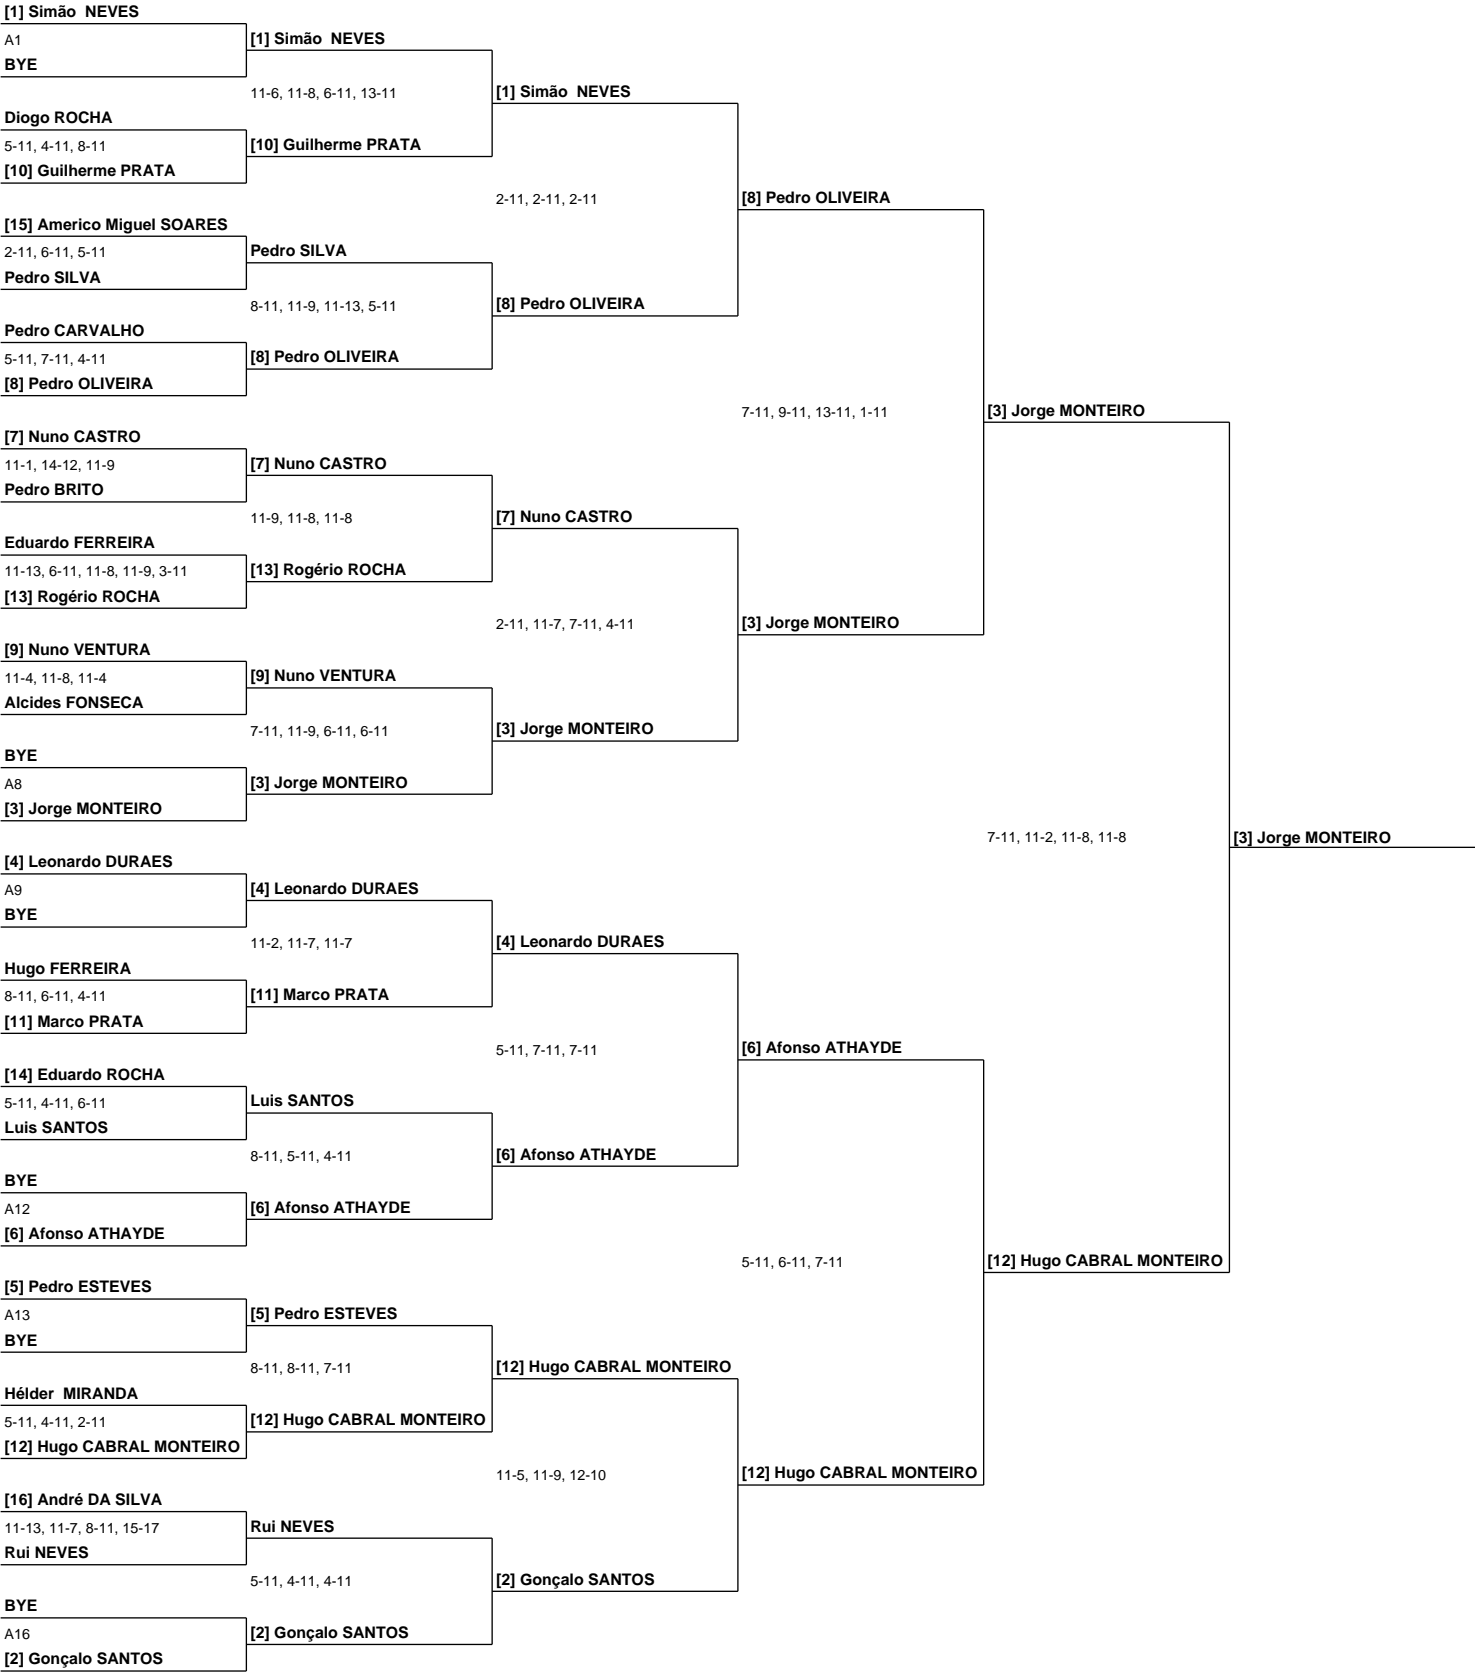 [1] Simão  NEVES
A1
BYE
[1] Simão  NEVES
11-6, 11-8, 6-11, 13-11
[1] Simão  NEVES
Diogo ROCHA
5-11, 4-11, 8-11
[10] Guilherme PRATA
[10] Guilherme PRATA
2-11, 2-11, 2-11
[8] Pedro OLIVEIRA
[15] Americo Miguel SOARES
2-11, 6-11, 5-11
Pedro SILVA
Pedro SILVA
8-11, 11-9, 11-13, 5-11
[8] Pedro OLIVEIRA
Pedro CARVALHO
5-11, 7-11, 4-11
[8] Pedro OLIVEIRA
[8] Pedro OLIVEIRA
7-11, 9-11, 13-11, 1-11
[3] Jorge MONTEIRO
[7] Nuno CASTRO
11-1, 14-12, 11-9
Pedro BRITO
[7] Nuno CASTRO
11-9, 11-8, 11-8
[7] Nuno CASTRO
Eduardo FERREIRA
11-13, 6-11, 11-8, 11-9, 3-11
[13] Rogério ROCHA
[13] Rogério ROCHA
2-11, 11-7, 7-11, 4-11
[3] Jorge MONTEIRO
[9] Nuno VENTURA
11-4, 11-8, 11-4
Alcides FONSECA
[9] Nuno VENTURA
7-11, 11-9, 6-11, 6-11
[3] Jorge MONTEIRO
BYE
A8
[3] Jorge MONTEIRO
[3] Jorge MONTEIRO
7-11, 11-2, 11-8, 11-8
[3] Jorge MONTEIRO
[4] Leonardo DURAES
A9
BYE
[4] Leonardo DURAES
11-2, 11-7, 11-7
[4] Leonardo DURAES
Hugo FERREIRA
8-11, 6-11, 4-11
[11] Marco PRATA
[11] Marco PRATA
5-11, 7-11, 7-11
[6] Afonso ATHAYDE
[14] Eduardo ROCHA
5-11, 4-11, 6-11
Luis SANTOS
Luis SANTOS
8-11, 5-11, 4-11
[6] Afonso ATHAYDE
BYE
A12
[6] Afonso ATHAYDE
[6] Afonso ATHAYDE
5-11, 6-11, 7-11
[12] Hugo CABRAL MONTEIRO
[5] Pedro ESTEVES
A13
BYE
[5] Pedro ESTEVES
8-11, 8-11, 7-11
[12] Hugo CABRAL MONTEIRO
Hélder  MIRANDA
5-11, 4-11, 2-11
[12] Hugo CABRAL MONTEIRO
[12] Hugo CABRAL MONTEIRO
11-5, 11-9, 12-10
[12] Hugo CABRAL MONTEIRO
[16] André DA SILVA
11-13, 11-7, 8-11, 15-17
Rui NEVES
Rui NEVES
5-11, 4-11, 4-11
[2] Gonçalo SANTOS
BYE
A16
[2] Gonçalo SANTOS
[2] Gonçalo SANTOS